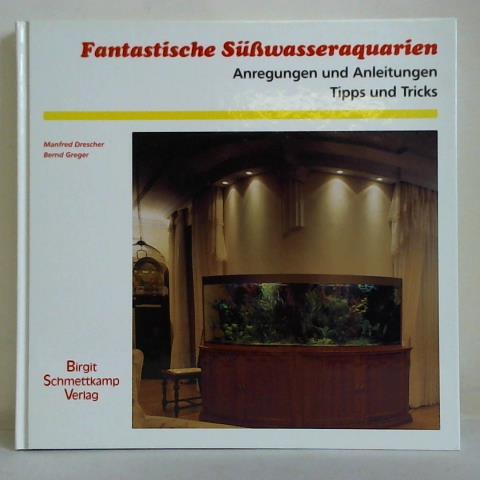 Fantastische Süßwasseraquarien
Anregungen und Anleitungen
Tipps und Tricks
Manfred Drescher
Bernd Greger
Birgit
Schmettkamp
Verlag